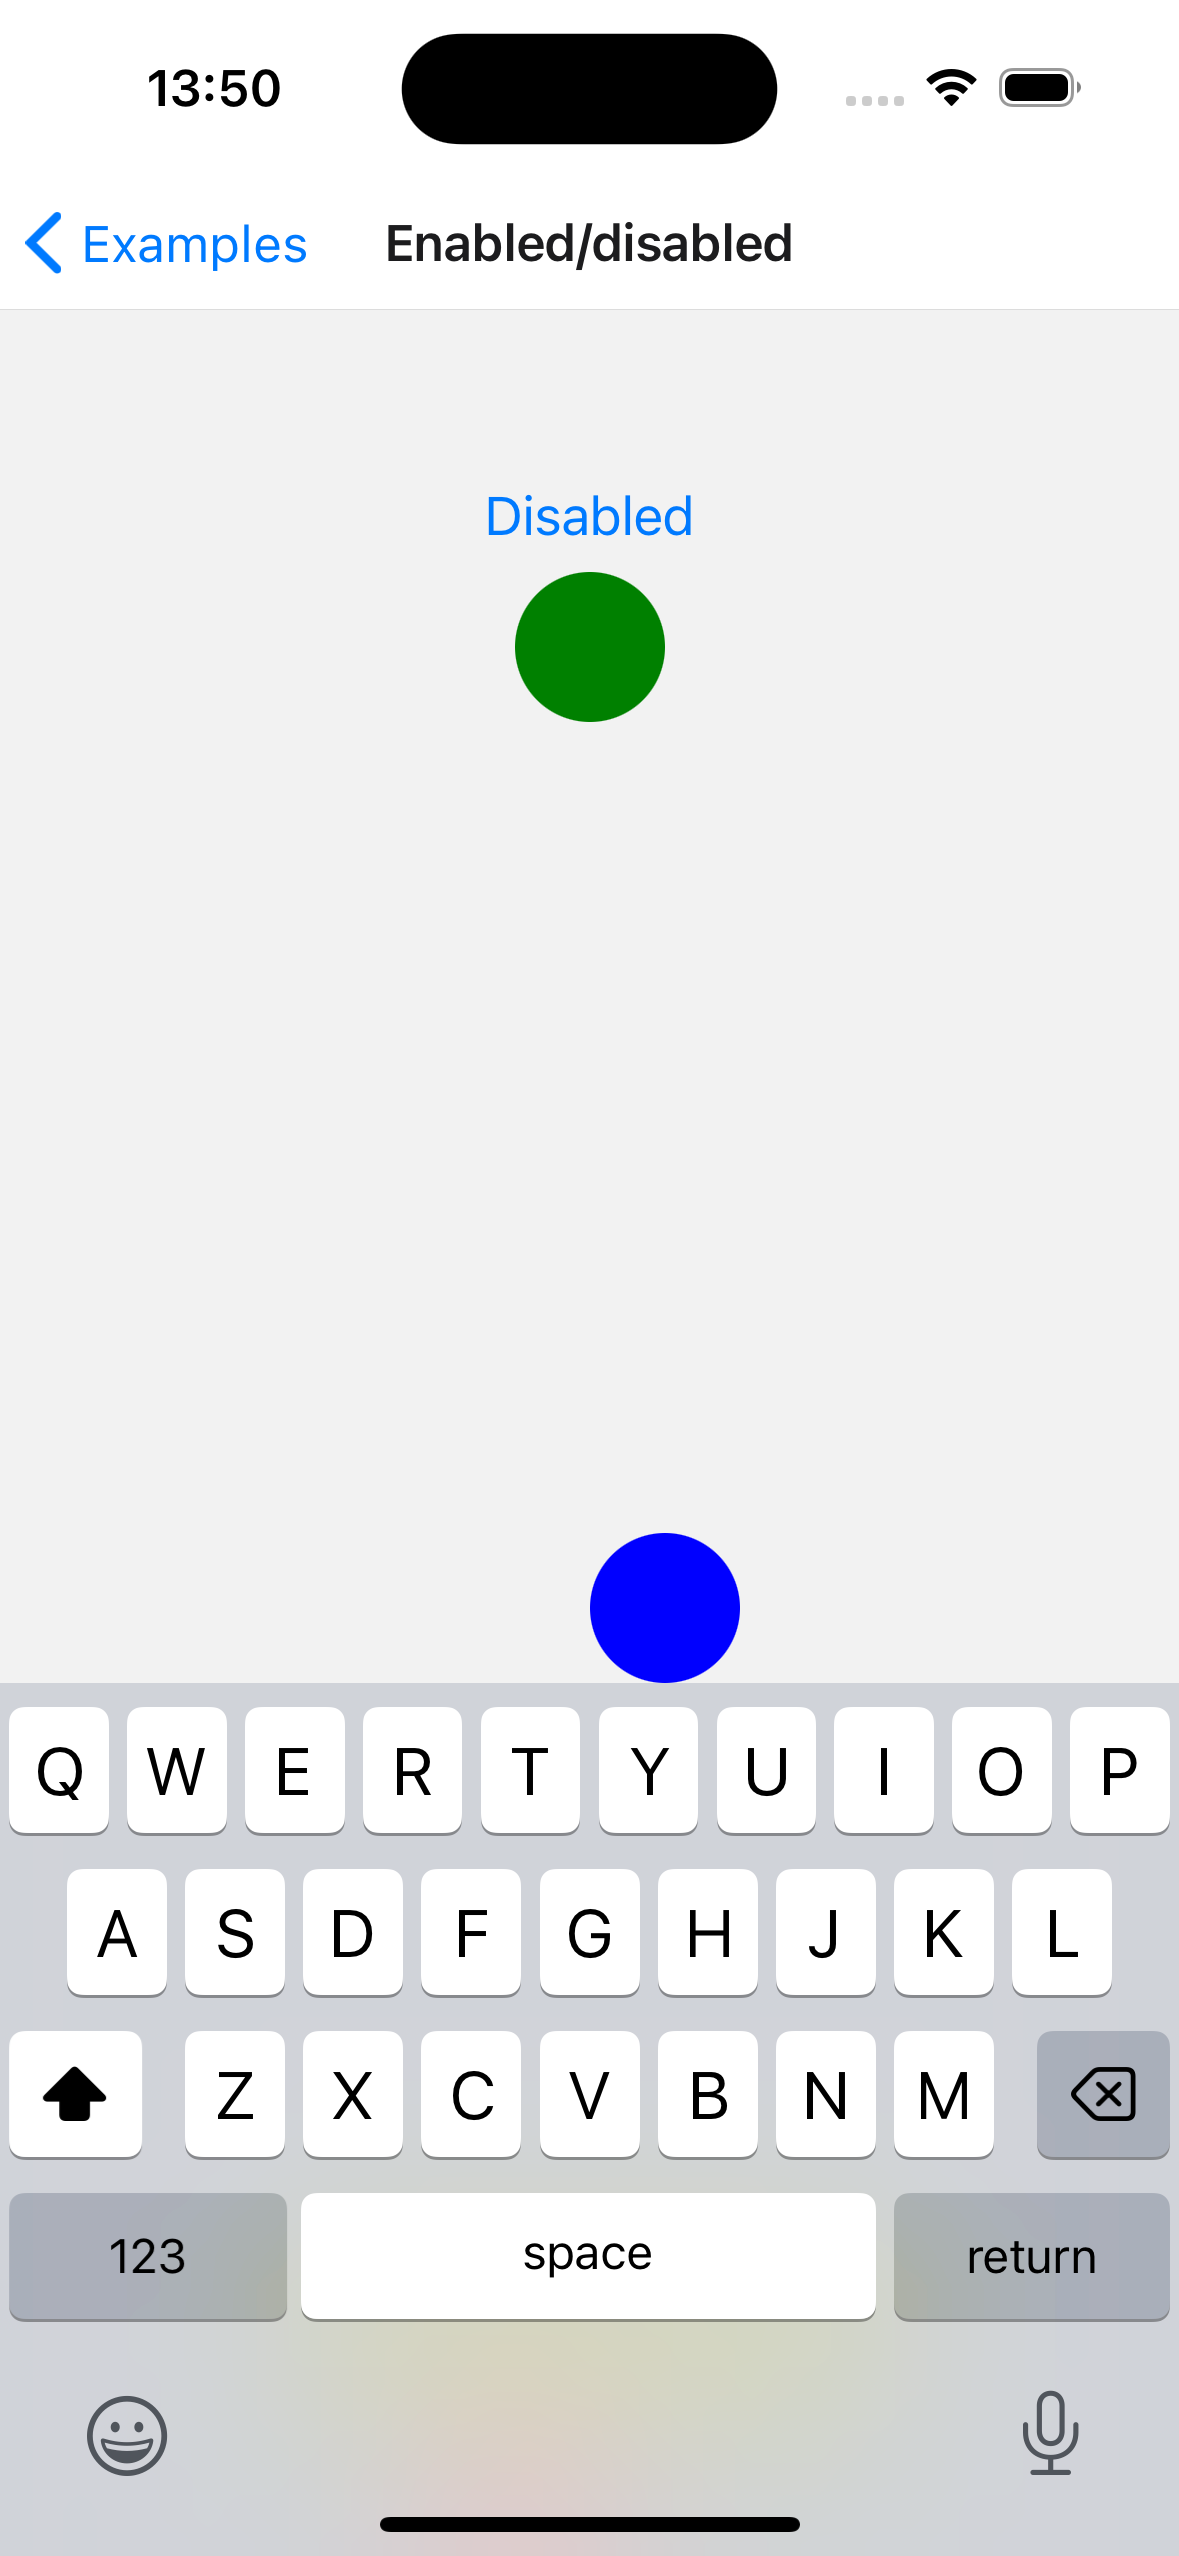 13:50
Examples Enabled/disabled
Disabled
Q W E R T Y U I O P
A S D F G H J K L
Z X C V B N M
123 space return